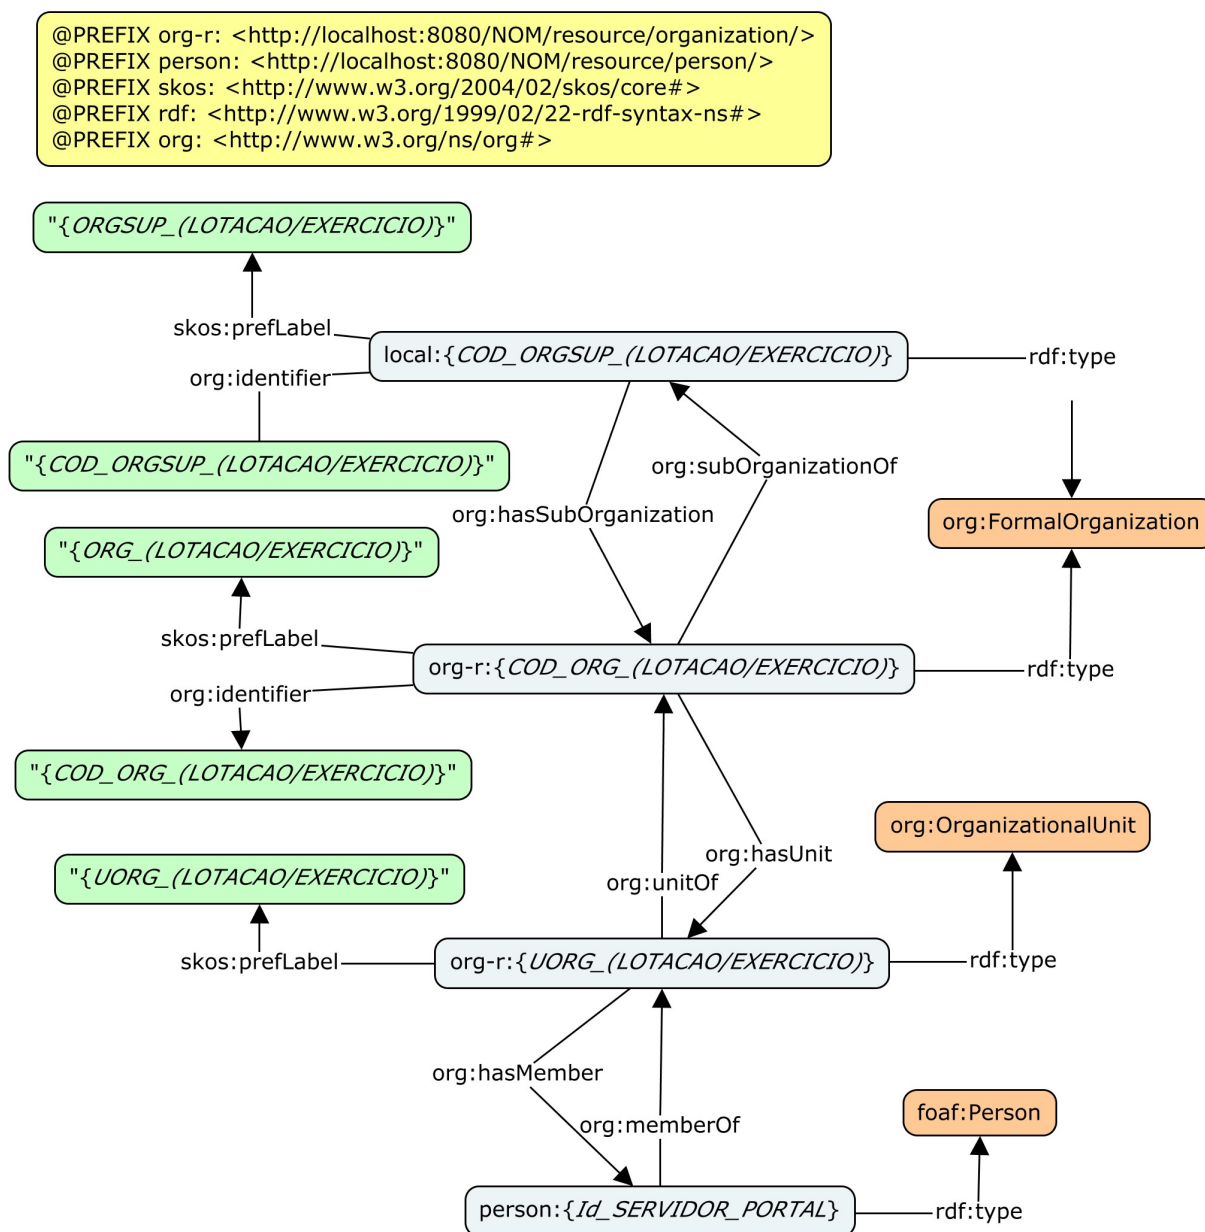 @PREFIX org-r: <http://localhost:8080/NOM/resource/organization/>
@PREFIX person: <http://localhost:8080/NOM/resource/person/>
@PREFIX skos: <http://www.w3.org/2004/02/skos/core#>
@PREFIX rdf: <http://www.w3.org/1999/02/22-rdf-syntax-ns#>
@PREFIX org: <http://www.w3.org/ns/org#>
"{ORGSUP_(LOTACAO/EXERCICIO)}"
skos:prefLabel
local:{COD_ORGSUP_(LOTACAO/EXERCICIO)}
rdf:type
org:identifier
"{COD_ORGSUP_(LOTACAO/EXERCICIO)}"
org:subOrganizationOf
org:hasSubOrganization
org:FormalOrganization
"{ORG_(LOTACAO/EXERCICIO)}"
skos:prefLabel
org-r:{COD_ORG_(LOTACAO/EXERCICIO)}
rdf:type
org:identifier
"{COD_ORG_(LOTACAO/EXERCICIO)}"
org:OrganizationalUnit
org:hasUnit
org:unitOf
"{UORG_(LOTACAO/EXERCICIO)}"
skos:prefLabel
org-r:{UORG_(LOTACAO/EXERCICIO)}
rdf:type
org:hasMember
org:memberOf
foaf:Person
person:{Id_SERVIDOR_PORTAL}
rdf:type